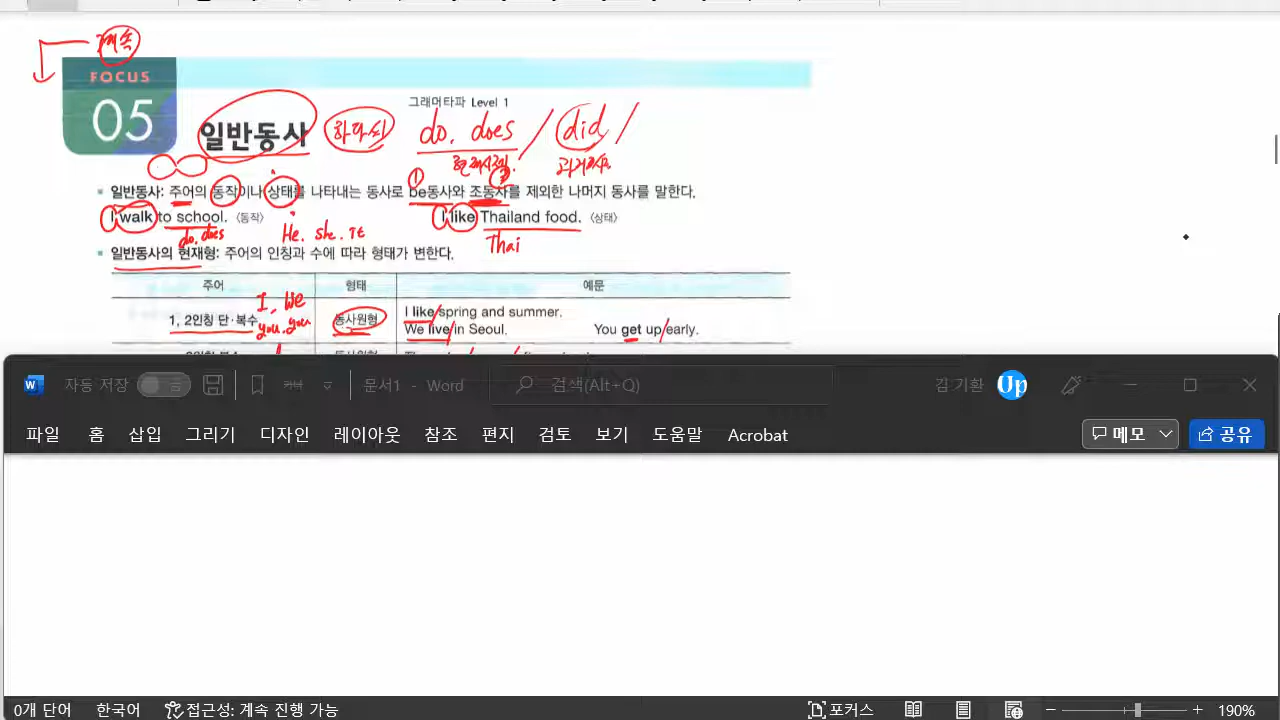 계속
FOCUS
05
일반동사
그래머타파 Level 1
do. does / did /
현재시제.
일반동사: 주어의 동작이나 상태를 나타내는 동사로 be동사와 조동사를 제외한 나머지 동사를 말한다.
① ②
I walk to school. 〈동작〉 I like Thailand food. 〈상태〉
do. does He. she. it Thai
일반동사의 현재형: 주어의 인칭과 수에 따라 형태가 변한다.
주어 형태 예문
I, We
you. you
1, 2인칭 단·복수 동사원형 I like/spring and summer.
We live/in Seoul. You get up/early.
자동 저장 끔 가 문서1 - Word 검색(Alt+Q) 김 기환 Up
파일 홈 삽입 그리기 디자인 레이아웃 참조 편지 검토 보기 도움말 Acrobat 메모 공유
0개 단어 한국어 접근성: 계속 진행 가능 포커스 190%